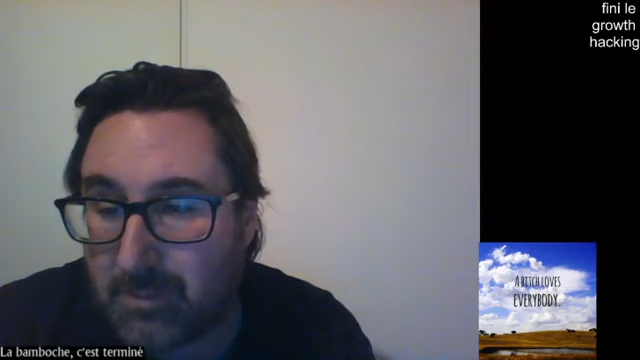 fini le
growth
hacking
A BITCH LOVES
EVERYBODY.
La bamboche, c'est terminé